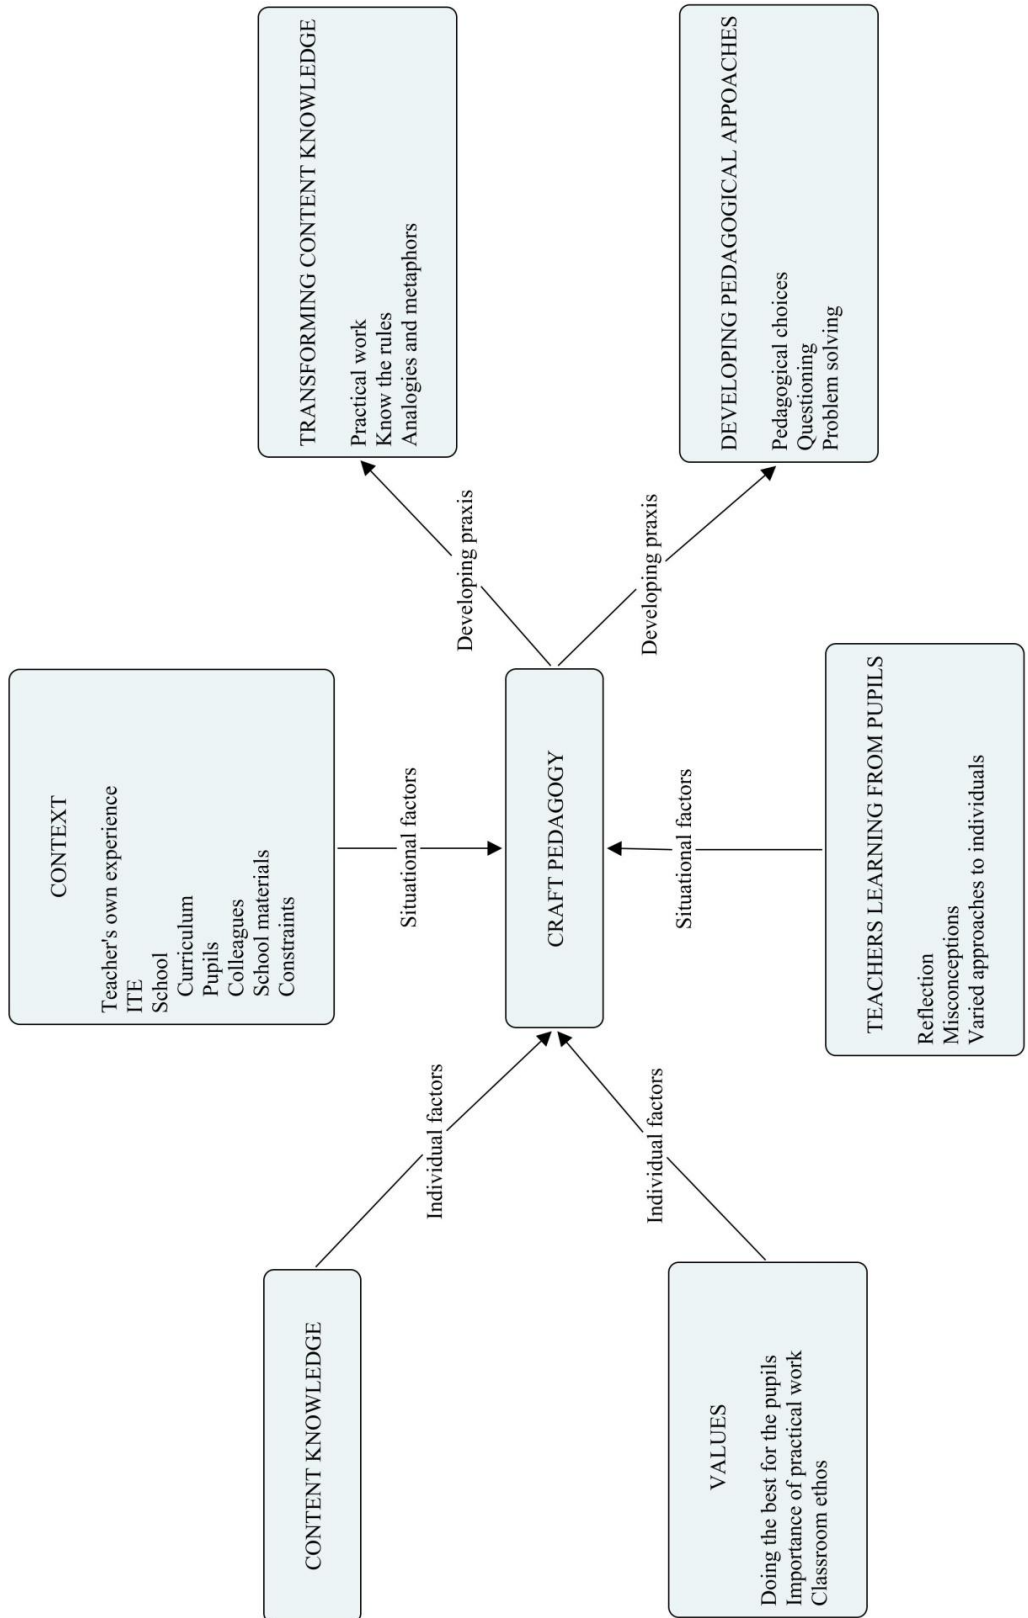 CONTENT KNOWLEDGE
VALUES
Doing the best for the pupils
Importance of practical work
Classroom ethos
Individual factors
Individual factors
CONTEXT
Teacher's own experience
ITE
School
Curriculum
Pupils
Colleagues
School materials
Constraints
Situational factors
CRAFT PEDAGOGY
Situational factors
TEACHERS LEARNING FROM PUPILS
Reflection
Misconceptions
Varied approaches to individuals
Developing praxis
Developing praxis
TRANSFORMING CONTENT KNOWLEDGE
Practical work
Know the rules
Analogies and metaphors
DEVELOPING PEDAGOGICAL APPOACHES
Pedagogical choices
Questioning
Problem solving